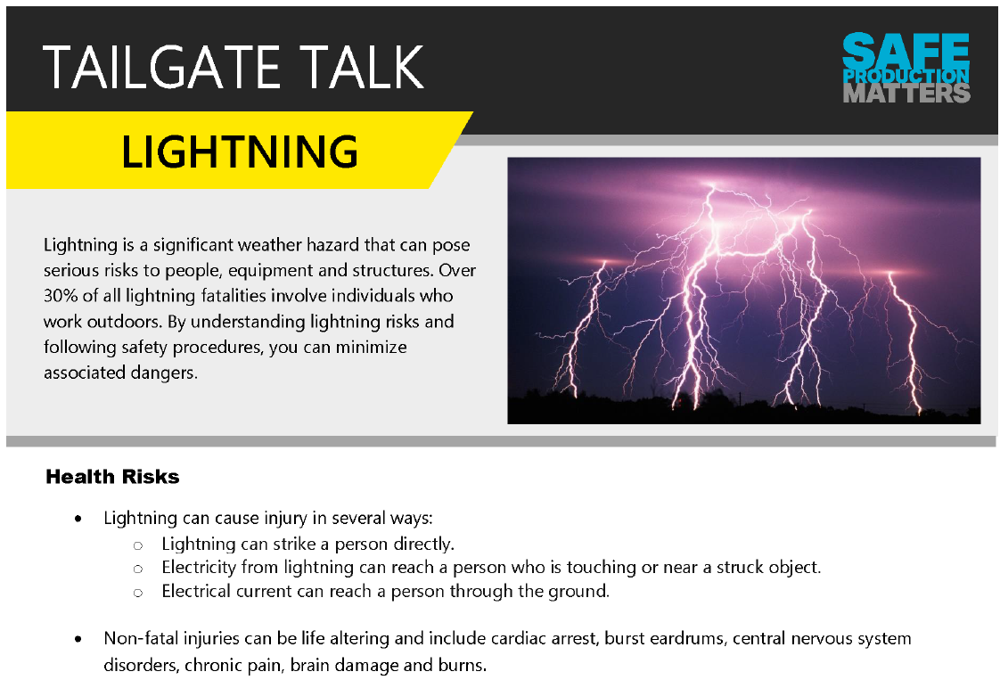 TAILGATE TALK
SAFE
PRODUCTION
MATTERS
LIGHTNING
Lightning is a significant weather hazard that can pose
serious risks to people, equipment and structures. Over
30% of all lightning fatalities involve individuals who
work outdoors. By understanding lightning risks and
following safety procedures, you can minimize
associated dangers.
Health Risks
• Lightning can cause injury in several ways:
○ Lightning can strike a person directly.
○ Electricity from lightning can reach a person who is touching or near a struck object.
○ Electrical current can reach a person through the ground.
• Non-fatal injuries can be life altering and include cardiac arrest, burst eardrums, central nervous system
disorders, chronic pain, brain damage and burns.